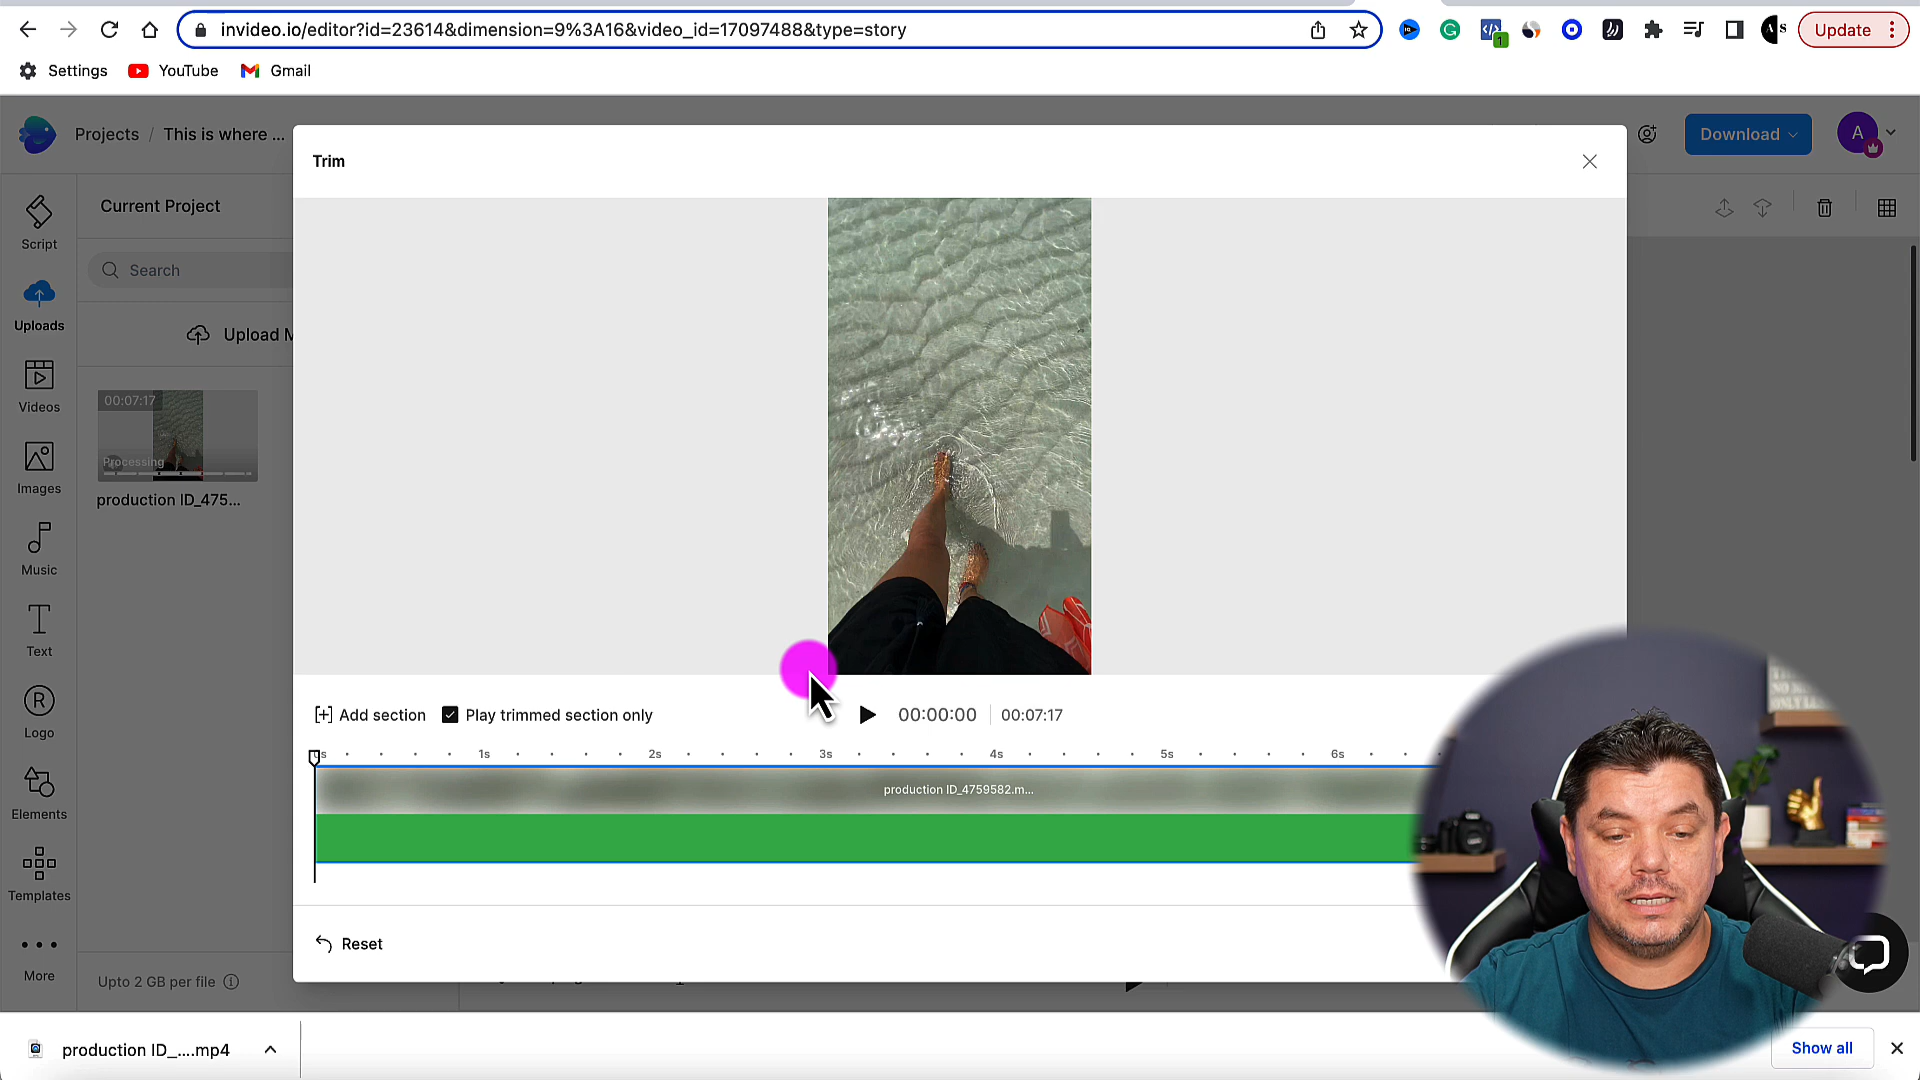 invideo.io/editor?id=23614&dimension=9%3A16&video_id=17097488&type=story
1
A S
Update
Settings
YouTube
Gmail
Projects / This is where ...
Download
A
Trim
Current Project
Script
Search
Uploads
Upload M
Videos
00:07:17
Processing
production ID_475...
Images
Music
Text
R
Logo
Elements
Templates
More
Add section
Play trimmed section only
00:00:00
00:07:17
1s
2s
3s
4s
5s
6s
production ID_4759582.m...
Reset
Upto 2 GB per file
production ID_....mp4
Show all